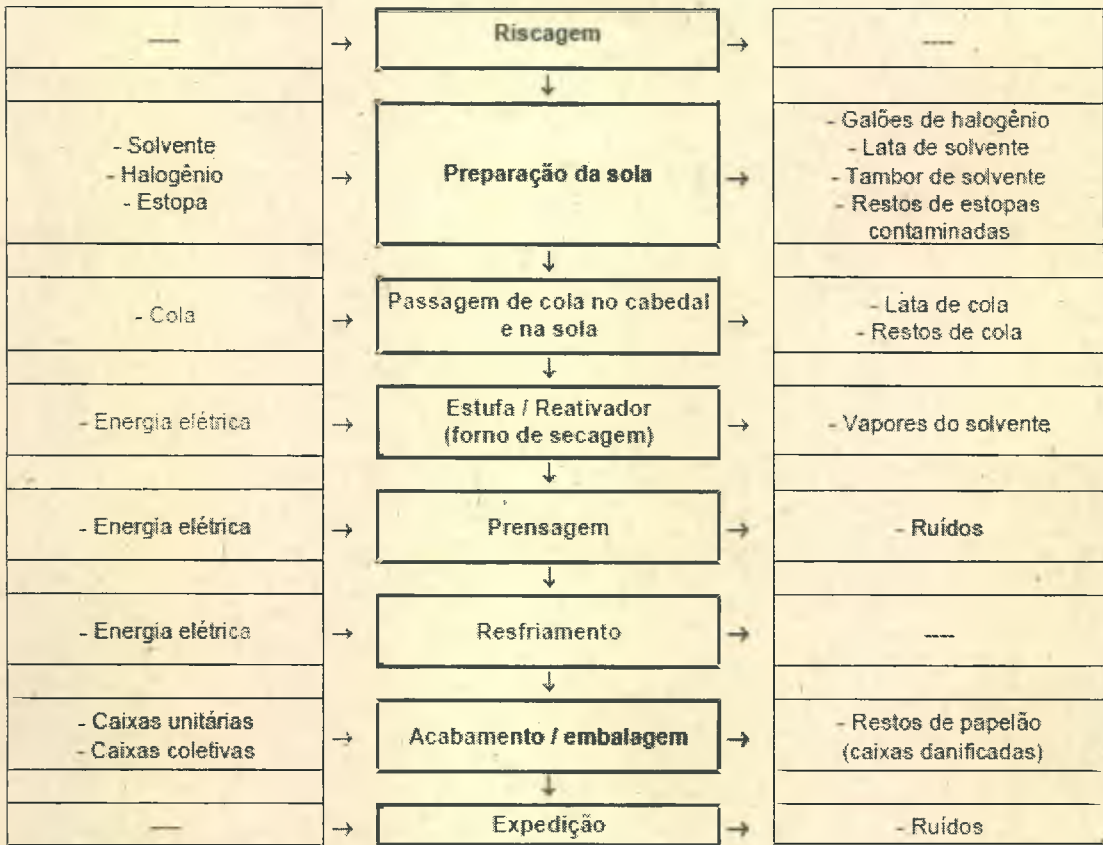 ---- → Riscagem → ----
↓
- Solvente
- Halogênio
- Estopa
→ Preparação da sola →
- Galões de halogênio
- Lata de solvente
- Tambor de solvente
- Restos de estopas
contaminadas
↓
- Cola
→ Passagem de cola no cabedal
e na sola →
- Lata de cola
- Restos de cola
↓
- Energia elétrica
→ Estufa / Reativador
(forno de secagem) →
- Vapores do solvente
↓
- Energia elétrica → Prensagem → - Ruídos
↓
- Energia elétrica → Resfriamento → ----
↓
- Caixas unitárias
- Caixas coletivas
→ Acabamento / embalagem →
- Restos de papelão
(caixas danificadas)
↓
---- → Expedição → - Ruídos